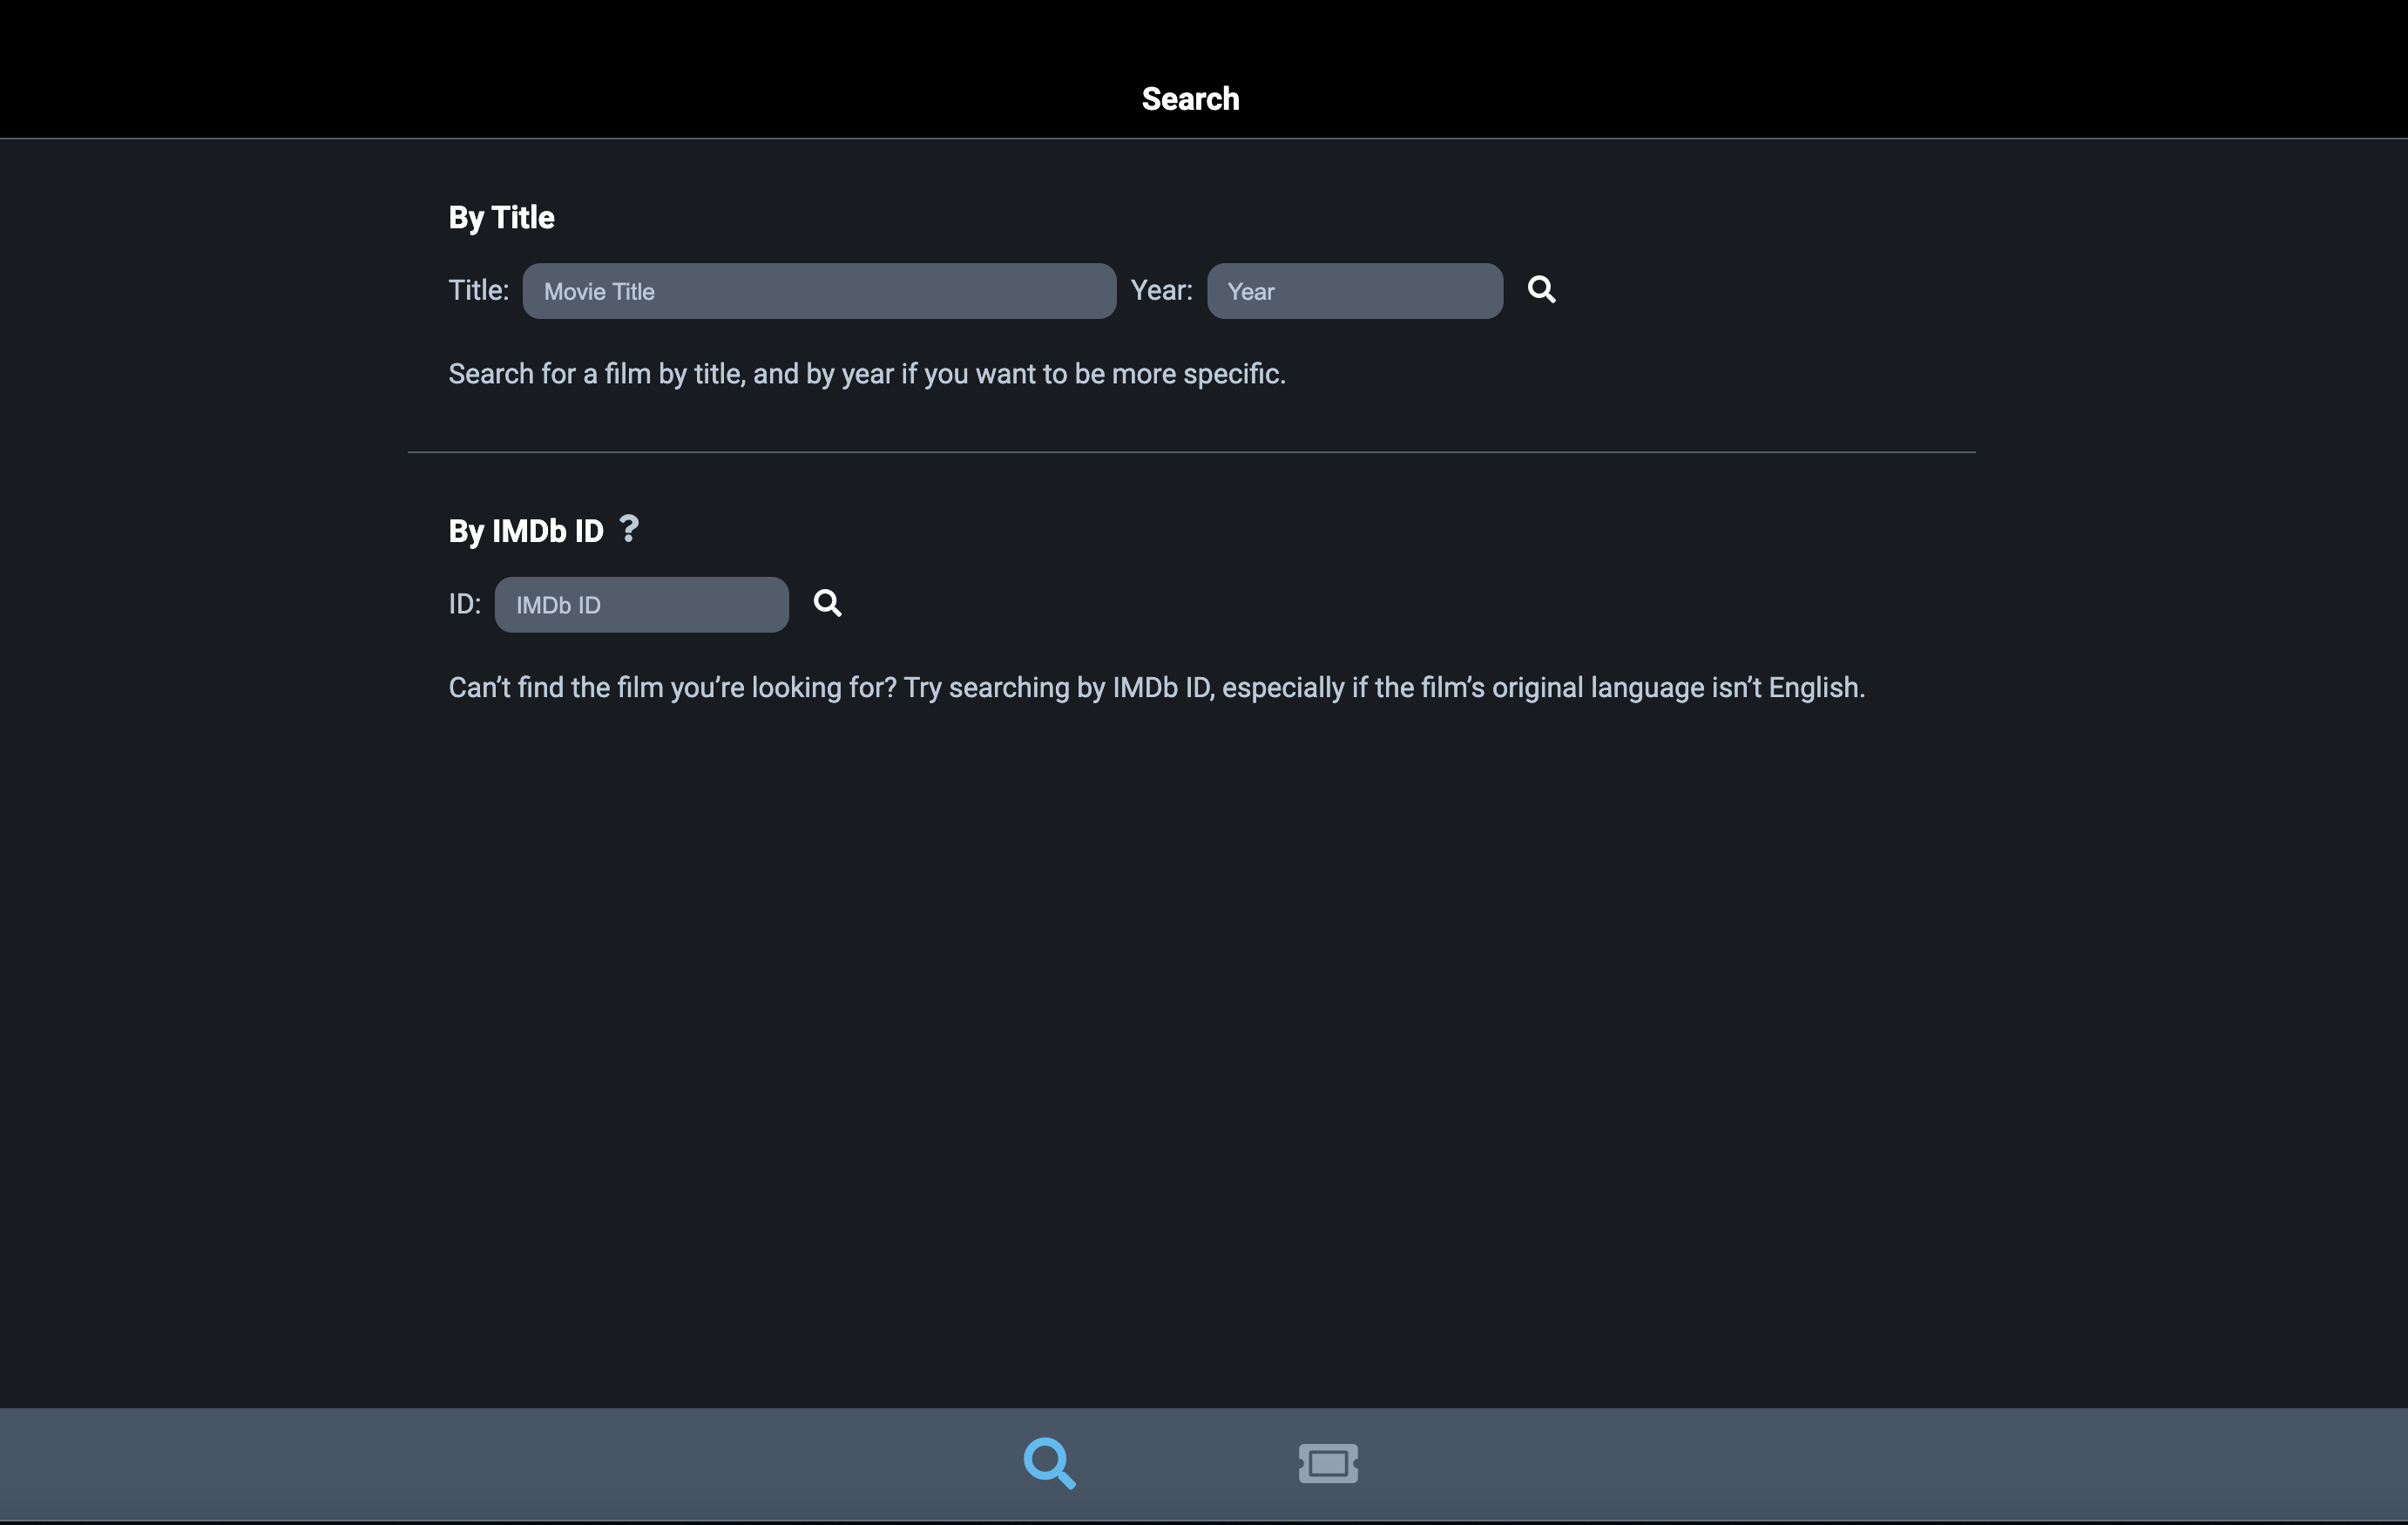 Search
By Title
Title: Movie Title Year: Year
Search for a film by title, and by year if you want to be more specific.
By IMDb ID ?
ID: IMDb ID
Can’t find the film you’re looking for? Try searching by IMDb ID, especially if the film’s original language isn’t English.